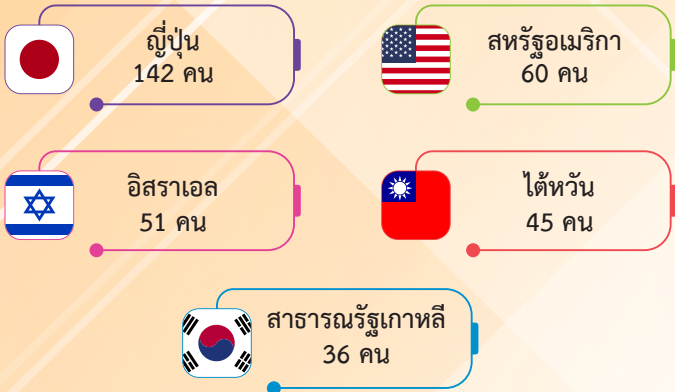 ญี่ปุ่น
142 คน
สหรัฐอเมริกา
60 คน
อิสราเอล
51 คน
ไต้หวัน
45 คน
สาธารณรัฐเกาหลี
36 คน